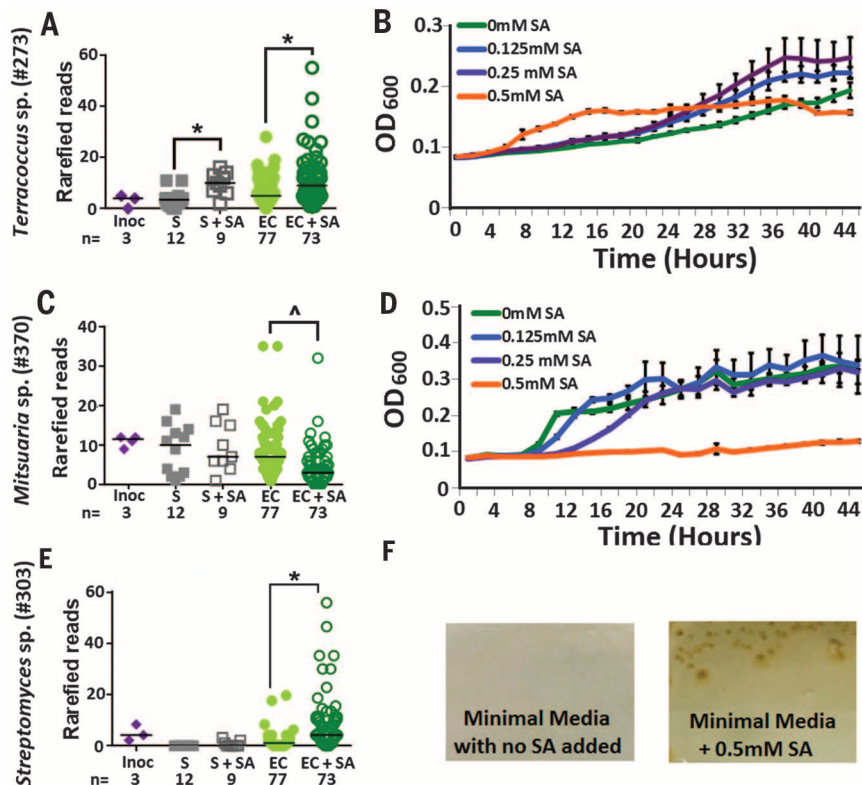 A
Terracoccus sp. (#273)
Rarefied reads
60
40
20
0
*
*
Inoc S S + SA EC EC + SA
n= 3 12 9 77 73
B
0mM SA
0.125mM SA
0.25 mM SA
0.5mM SA
OD600
0.3
0.2
0.1
0
0 4 8 12 16 20 24 28 32 36 40 44
Time (Hours)
C
Mitsuaria sp. (#370)
Rarefied reads
40
30
20
10
0
^
Inoc S S + SA EC EC + SA
n= 3 12 9 77 73
D
0mM SA
0.125mM SA
0.25 mM SA
0.5mM SA
OD600
0.5
0.4
0.3
0.2
0.1
0
0 4 8 12 16 20 24 28 32 36 40 44
Time (Hours)
E
Streptomyces sp. (#303)
Rarefied reads
60
40
20
0
*
Inoc S S + SA EC EC + SA
n= 3 12 9 77 73
F
Minimal Media
with no SA added
Minimal Media
+ 0.5mM SA